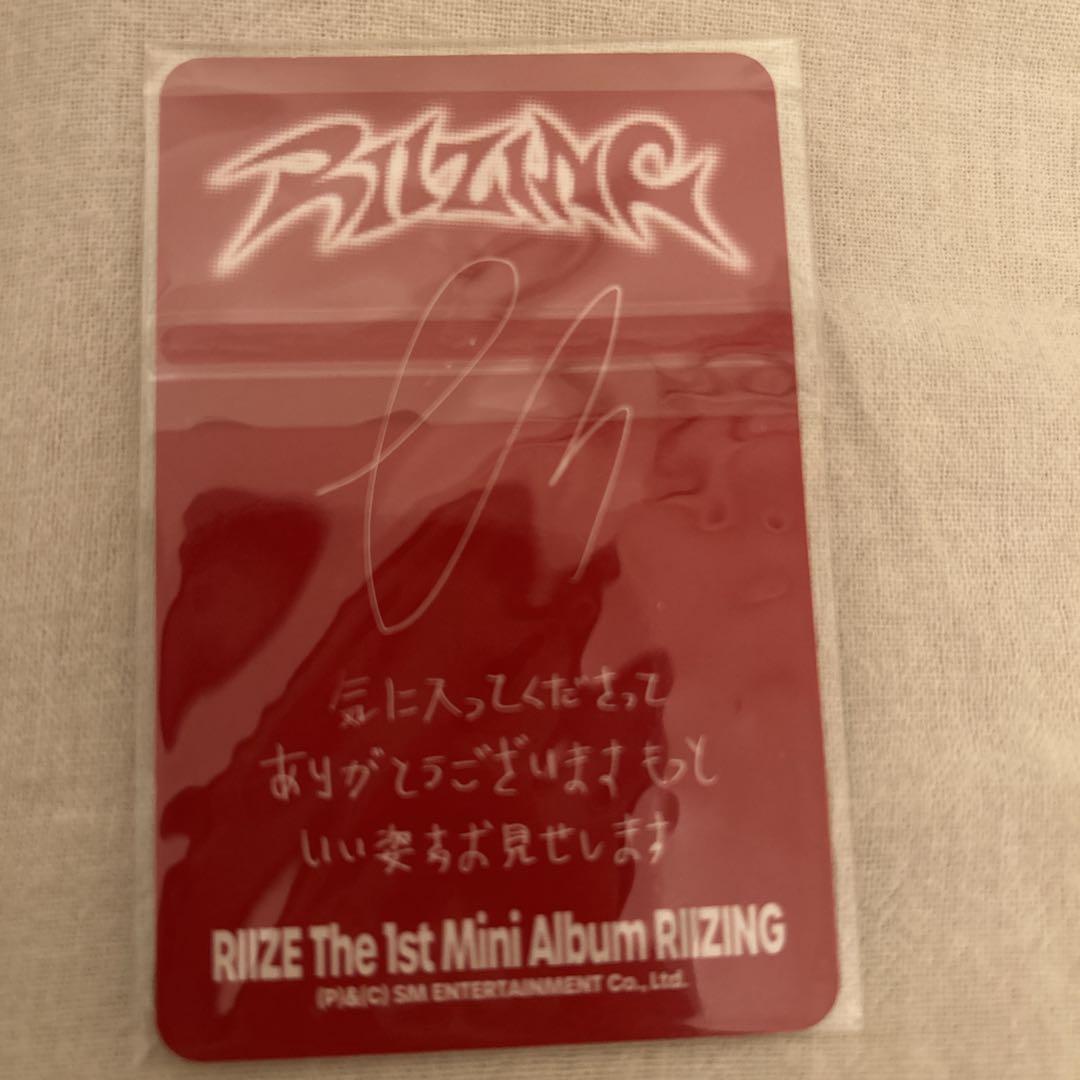 RIIZING
気に入ってくださって
ありがとうございますもっと
いい姿をお見せします
RIIZE The 1st Mini Album RIIZING
(P)&(C) SM ENTERTAINMENT Co., Ltd.